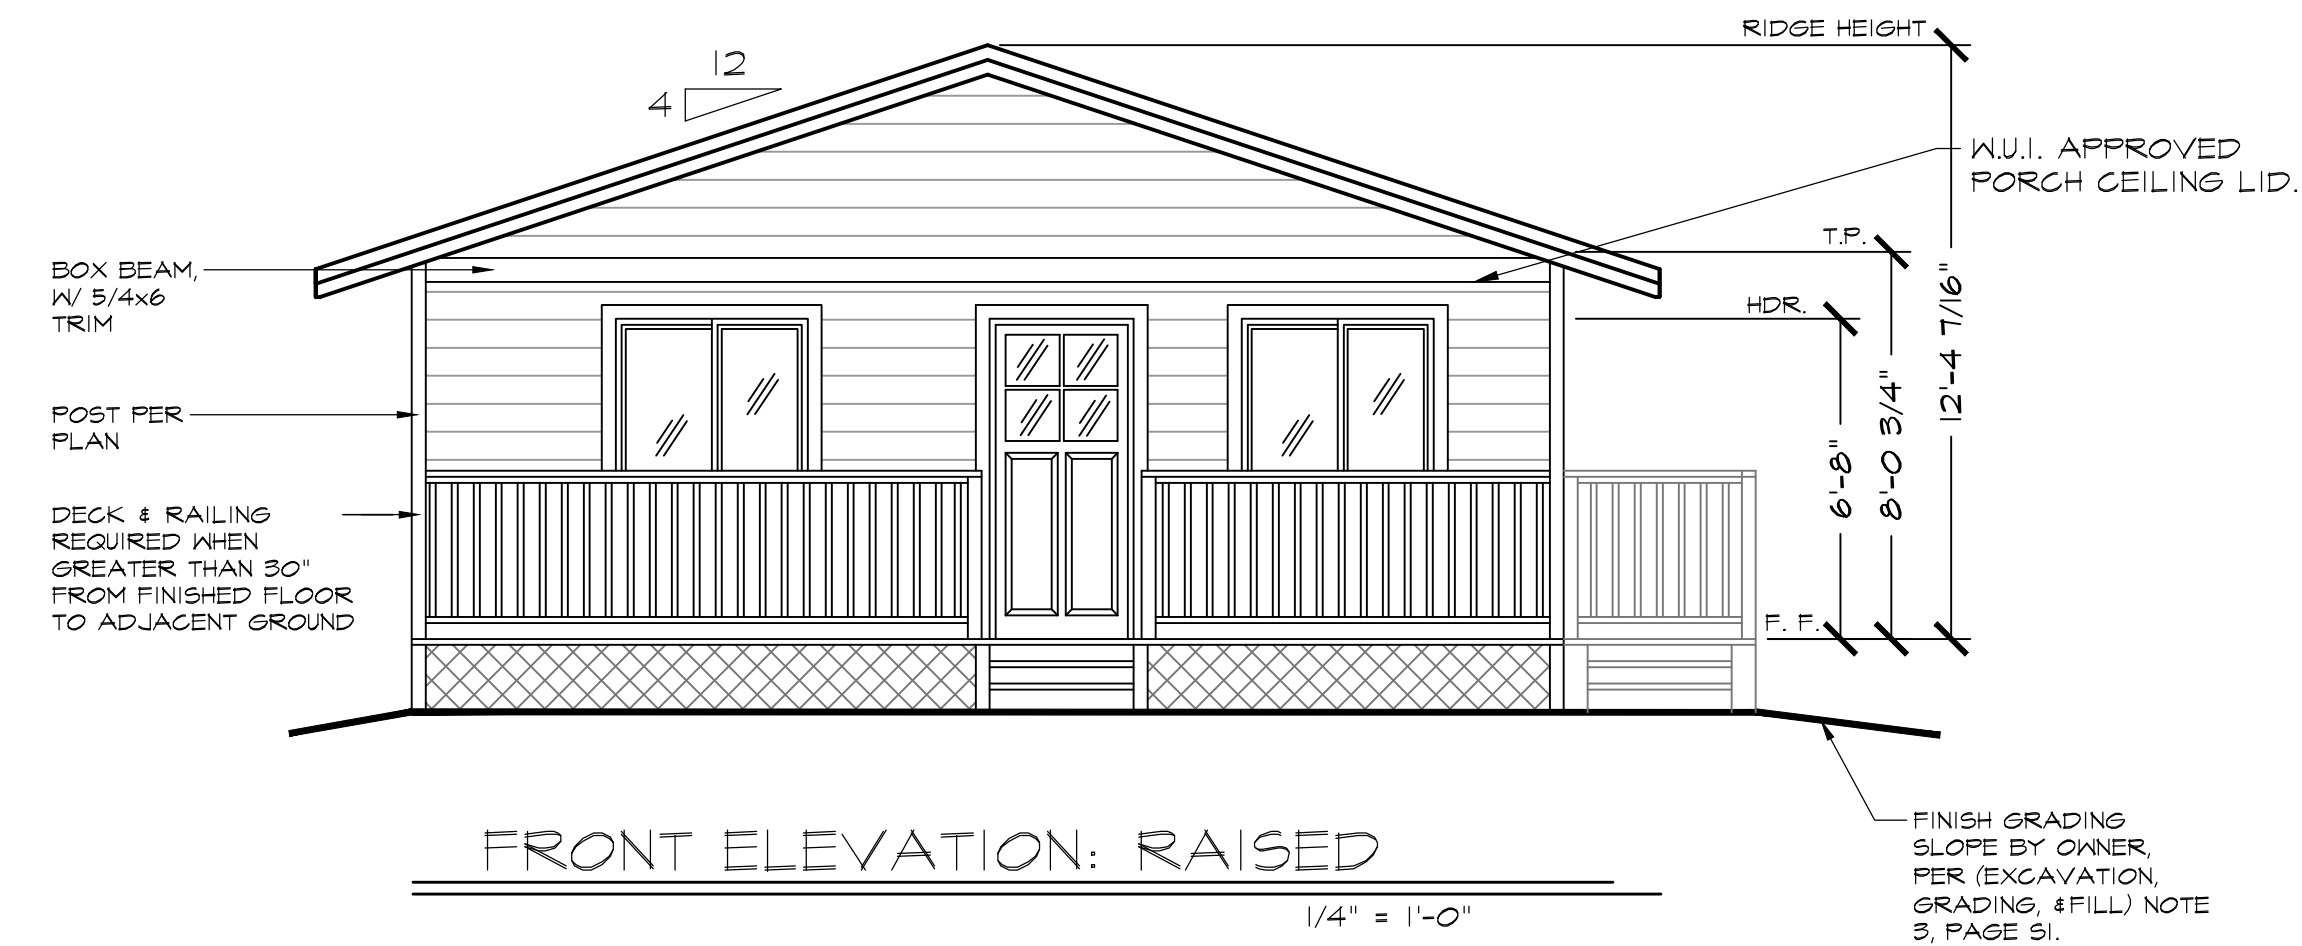 RIDGE HEIGHT
12
4
W.U.I. APPROVED
PORCH CEILING LID.
T.P.
BOX BEAM,
W/ 5/4x6
TRIM
HDR.
12'-4 7/16"
8'-0 3/4"
6'-8"
POST PER
PLAN
DECK & RAILING
REQUIRED WHEN
GREATER THAN 30"
FROM FINISHED FLOOR
TO ADJACENT GROUND
F. F.
FINISH GRADING
SLOPE BY OWNER,
PER (EXCAVATION,
GRADING, &FILL) NOTE
3, PAGE S1.
FRONT ELEVATION: RAISED
1/4" = 1'-0"